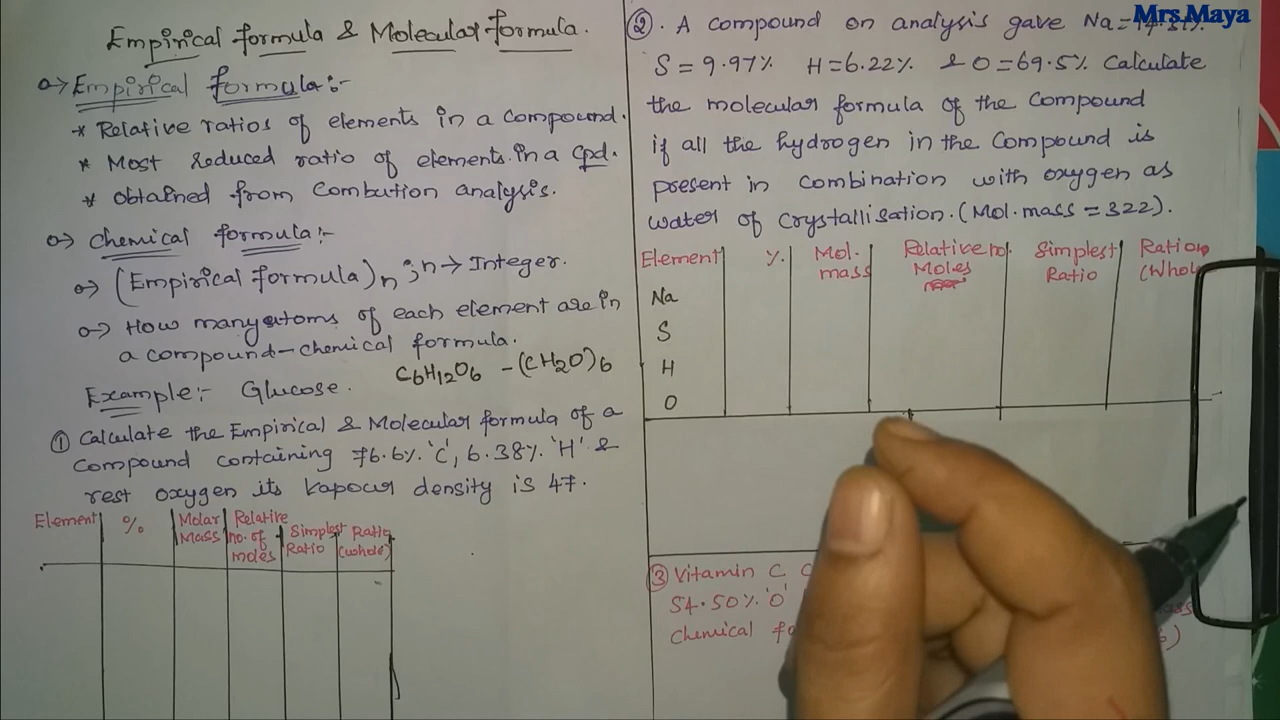 Empirical formula & Molecular formula.
Empirical formula:-
* Relative ratios of elements in a compound.
* Most reduced ratio of elements in a cpd.
* Obtained from Combution analysis.
Chemical formula:-
(Empirical formula)n ; n → Integer.
How many atoms of each element are in
a compound - chemical formula.
Example:- Glucose. C6H12O6 - (CH2O)6
① Calculate the Empirical & Molecular formula of a
Compound containing 76.6% 'C', 6.38% 'H' &
rest oxygen its vapour density is 47.
Element % Molar Mass Relative no. of moles Simplest Ratio Ratio (whole)
Mrs.Maya
② . A compound on analysis gave Na=
S = 9.97% H=6.22% & O=69.5% Calculate
the molecular formula of the Compound
if all the hydrogen in the Compound is
present in combination with oxygen as
water of crystallisation. (Mol. mass = 322).
Element % Mol. mass Relative no. Moles Simplest Ratio Ratio
Na
S
H
O
③ Vitamin C
54.50% 'O'
Chemical